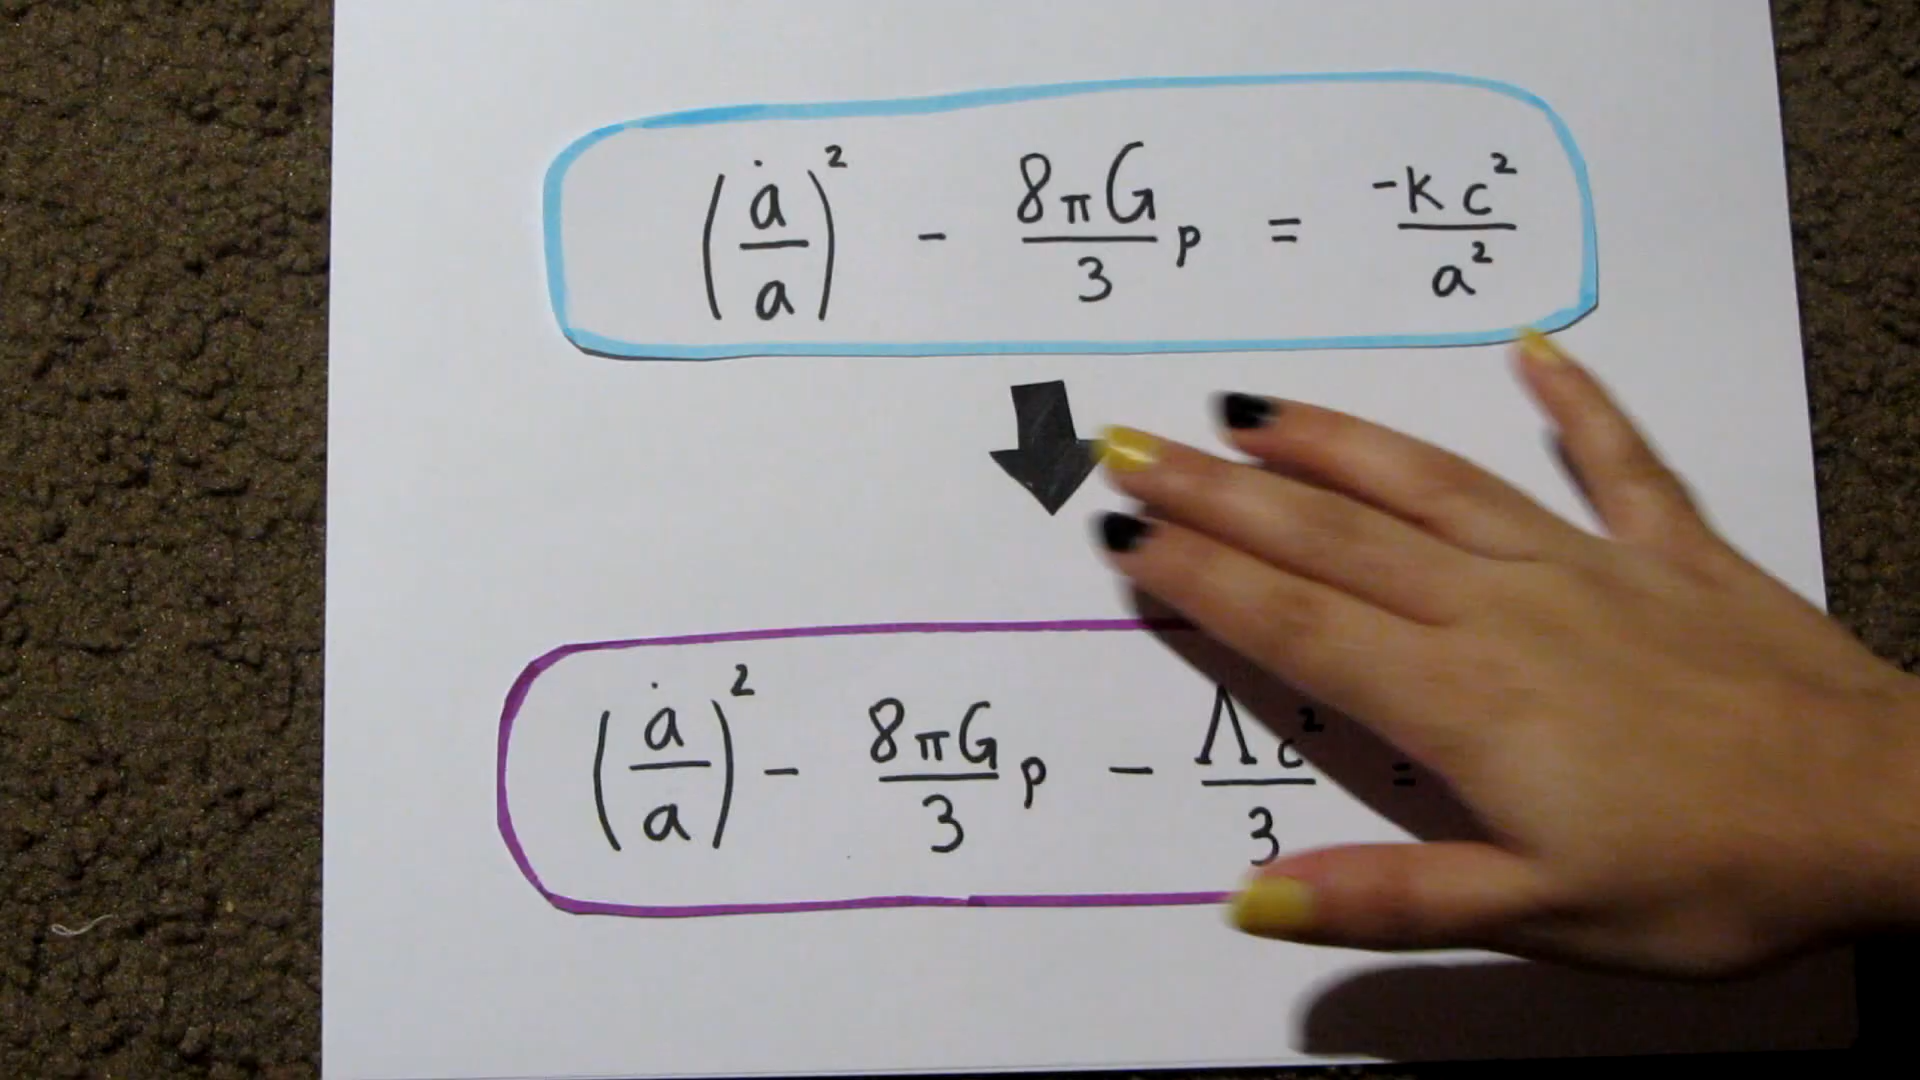 (ȧ/a)² - 8πG/3 p = -kc²/a²
(ȧ/a)² - 8πG/3 p - Λc²/3 =